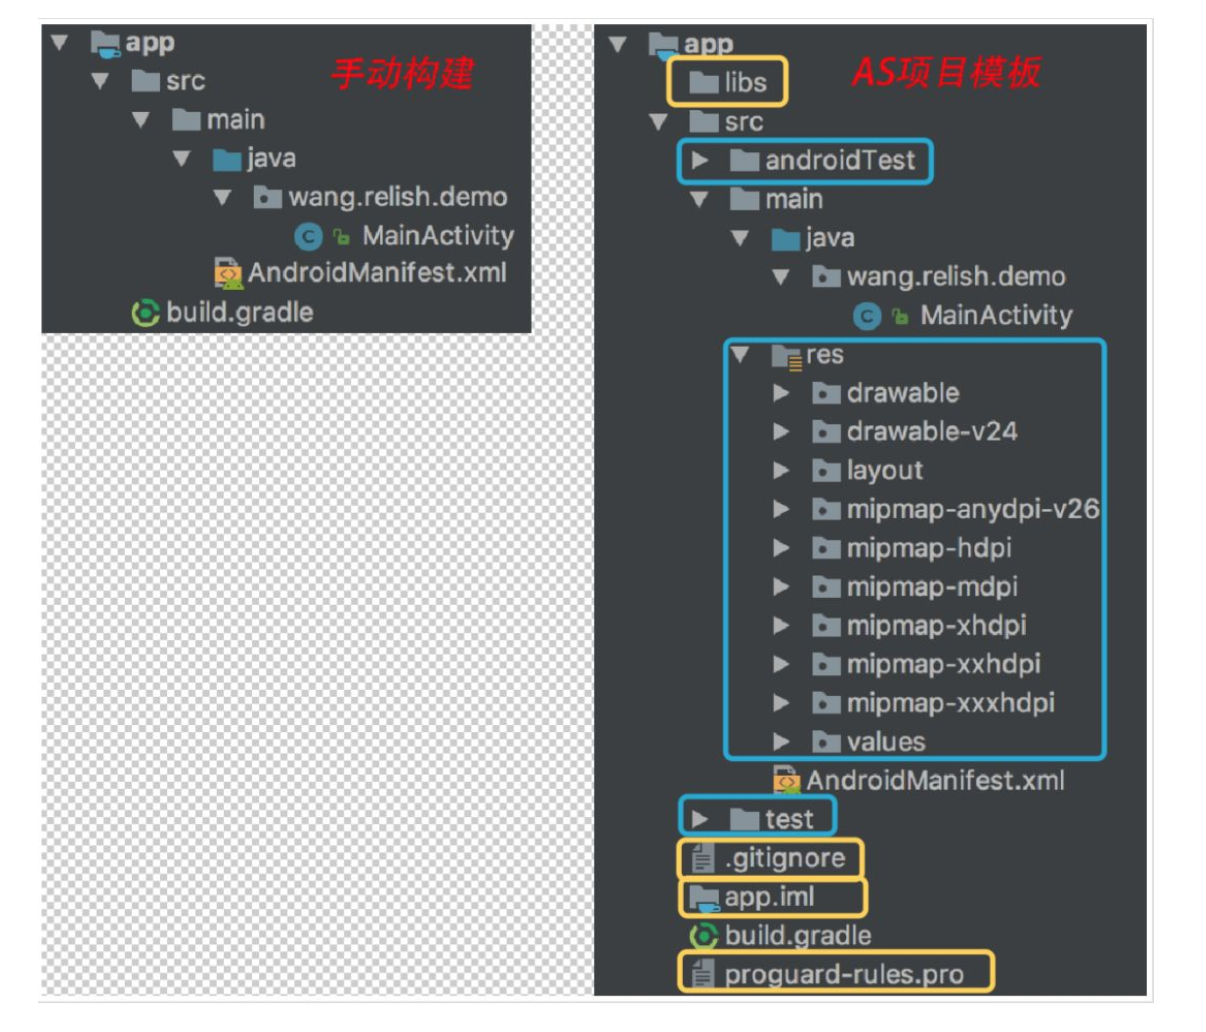 app
手动构建
src
main
java
wang.relish.demo
MainActivity
AndroidManifest.xml
build.gradle
app
AS项目模板
libs
src
androidTest
main
java
wang.relish.demo
MainActivity
res
drawable
drawable-v24
layout
mipmap-anydpi-v26
mipmap-hdpi
mipmap-mdpi
mipmap-xhdpi
mipmap-xxhdpi
mipmap-xxxhdpi
values
AndroidManifest.xml
test
.gitignore
app.iml
build.gradle
proguard-rules.pro